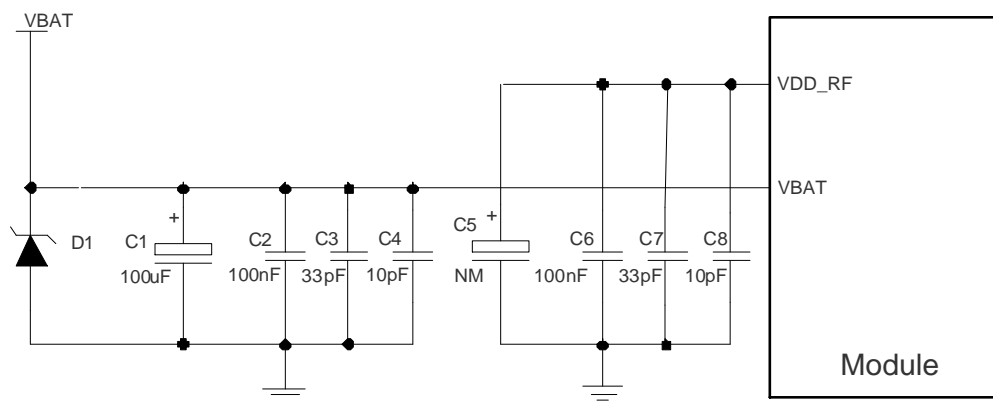 VBAT
VDD_RF
VBAT
D1
+
C1
100uF
C2
100nF
C3
33pF
C4
10pF
+
C5
NM
C6
100nF
C7
33pF
C8
10pF
Module